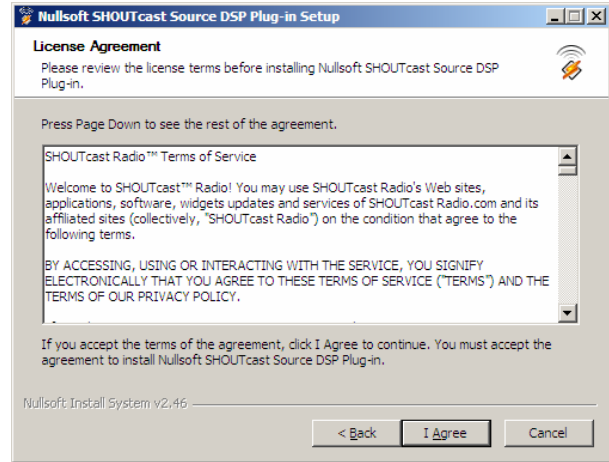 Nullsoft SHOUTcast Source DSP Plug-in Setup
License Agreement
Please review the license terms before installing Nullsoft SHOUTcast Source DSP
Plug-in.
Press Page Down to see the rest of the agreement.
SHOUTcast Radio™ Terms of Service
Welcome to SHOUTcast™ Radio! You may use SHOUTcast Radio's Web sites,
applications, software, widgets updates and services of SHOUTcast Radio.com and its
affiliated sites (collectively, "SHOUTcast Radio") on the condition that agree to the
following terms.
BY ACCESSING, USING OR INTERACTING WITH THE SERVICE, YOU SIGNIFY
ELECTRONICALLY THAT YOU AGREE TO THESE TERMS OF SERVICE ("TERMS") AND THE
TERMS OF OUR PRIVACY POLICY.
If you accept the terms of the agreement, click I Agree to continue. You must accept the
agreement to install Nullsoft SHOUTcast Source DSP Plug-in.
Nullsoft Install System v2.46
< Back I Agree Cancel